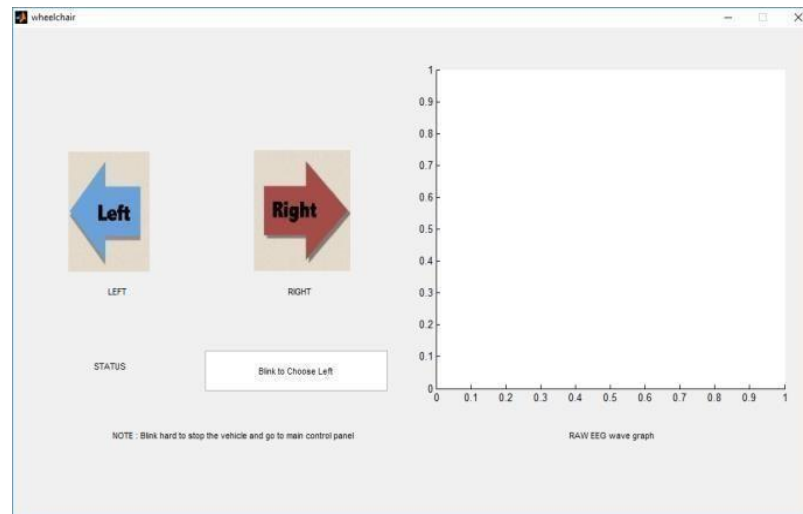 wheelchair
Left
Right
LEFT
RIGHT
STATUS
Blink to Choose Left
NOTE : Blink hard to stop the vehicle and go to main control panel
1
0.9
0.8
0.7
0.6
0.5
0.4
0.3
0.2
0.1
0
0 0.1 0.2 0.3 0.4 0.5 0.6 0.7 0.8 0.9 1
RAW EEG wave graph